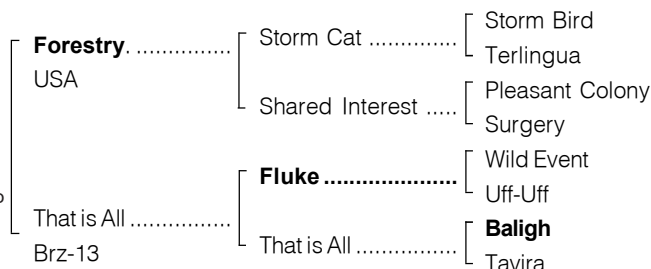 Forestry. ............... Storm Cat .............. Storm Bird
Terlingua
USA
Shared Interest ..... Pleasant Colony
Surgery
Fluke ...................... Wild Event
Uff-Uff
That is All ............... That is All ............... Baligh
Brz-13
Tavira